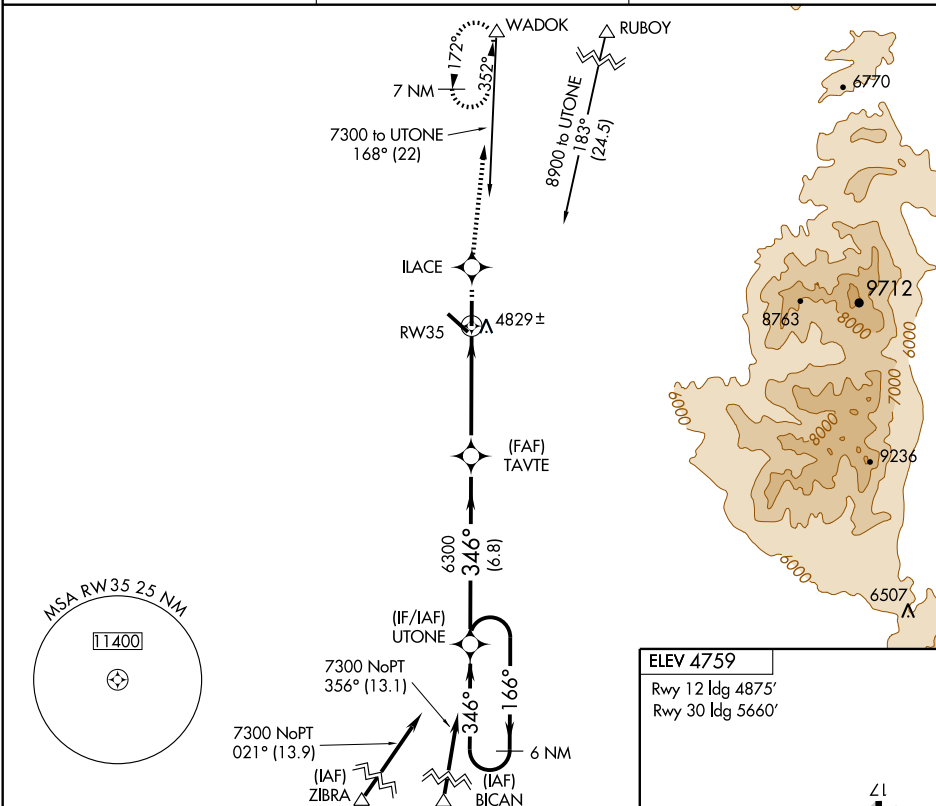 WADOK
RUBOY
172°
352°
7 NM
7300 to UTONE
168° (22)
8900 to UTONE
183°
(24.5)
6770
ILACE
RW35
4829±
9712
8763
8000
6000
7000
6000
8000
9236
(FAF)
TAVTE
6300
346°
(6.8)
6000
6507
MSA RW35 25 NM
11400
(IF/IAF)
UTONE
7300 NoPT
356° (13.1)
346°
166°
7300 NoPT
021° (13.9)
6 NM
(IAF)
ZIBRA
(IAF)
BICAN
ELEV 4759
Rwy 12 ldg 4875'
Rwy 30 ldg 5660'
17